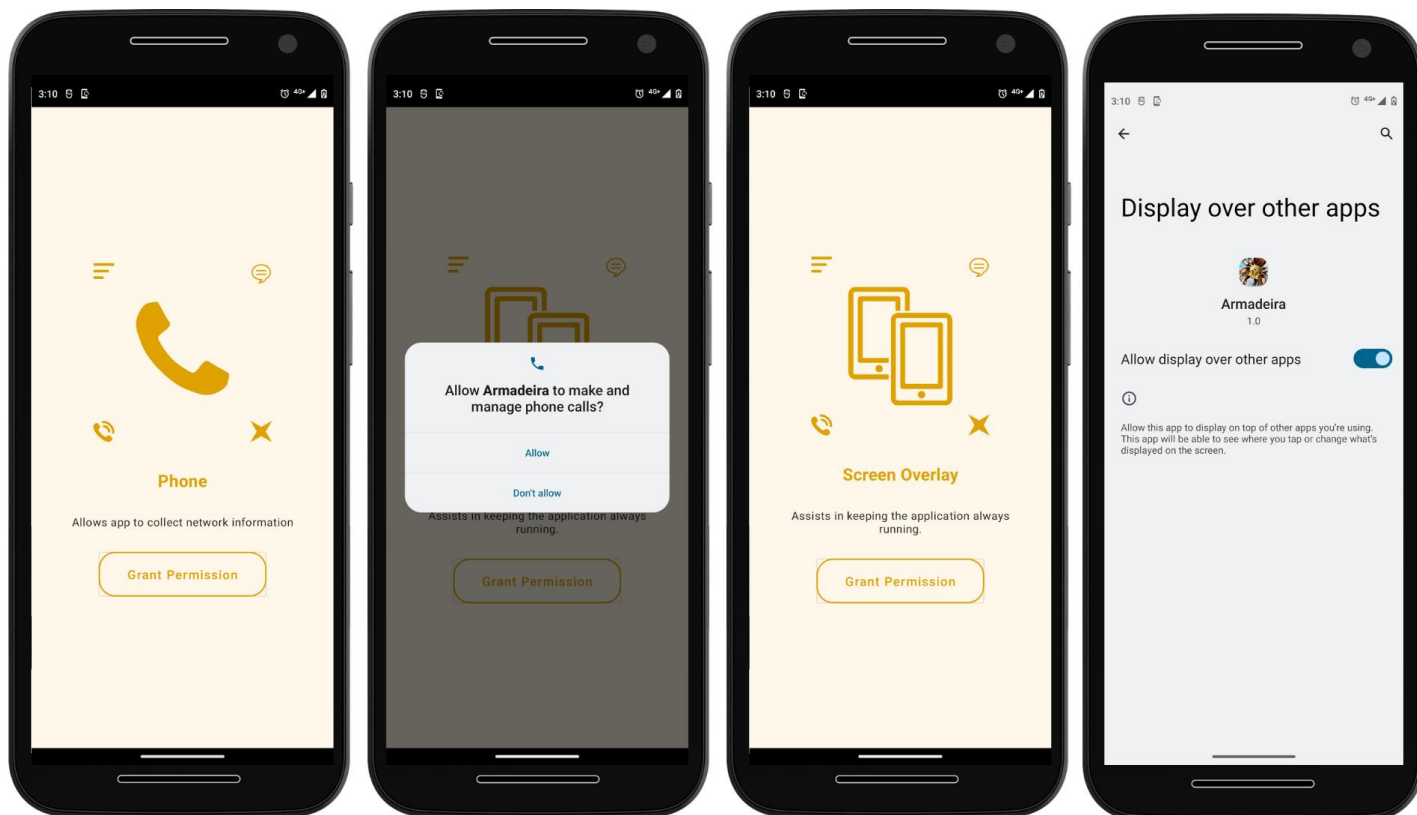 3:10
4G+
Phone
Allows app to collect network information
Grant Permission
3:10
4G+
Allow Armadeira to make and
manage phone calls?
Allow
Don't allow
Assists in keeping the application always
running.
Grant Permission
3:10
4G+
Screen Overlay
Assists in keeping the application always
running.
Grant Permission
3:10
4G+
Display over other apps
Armadeira
1.0
Allow display over other apps
Allow this app to display on top of other apps you're using.
This app will be able to see where you tap or change what's
displayed on the screen.